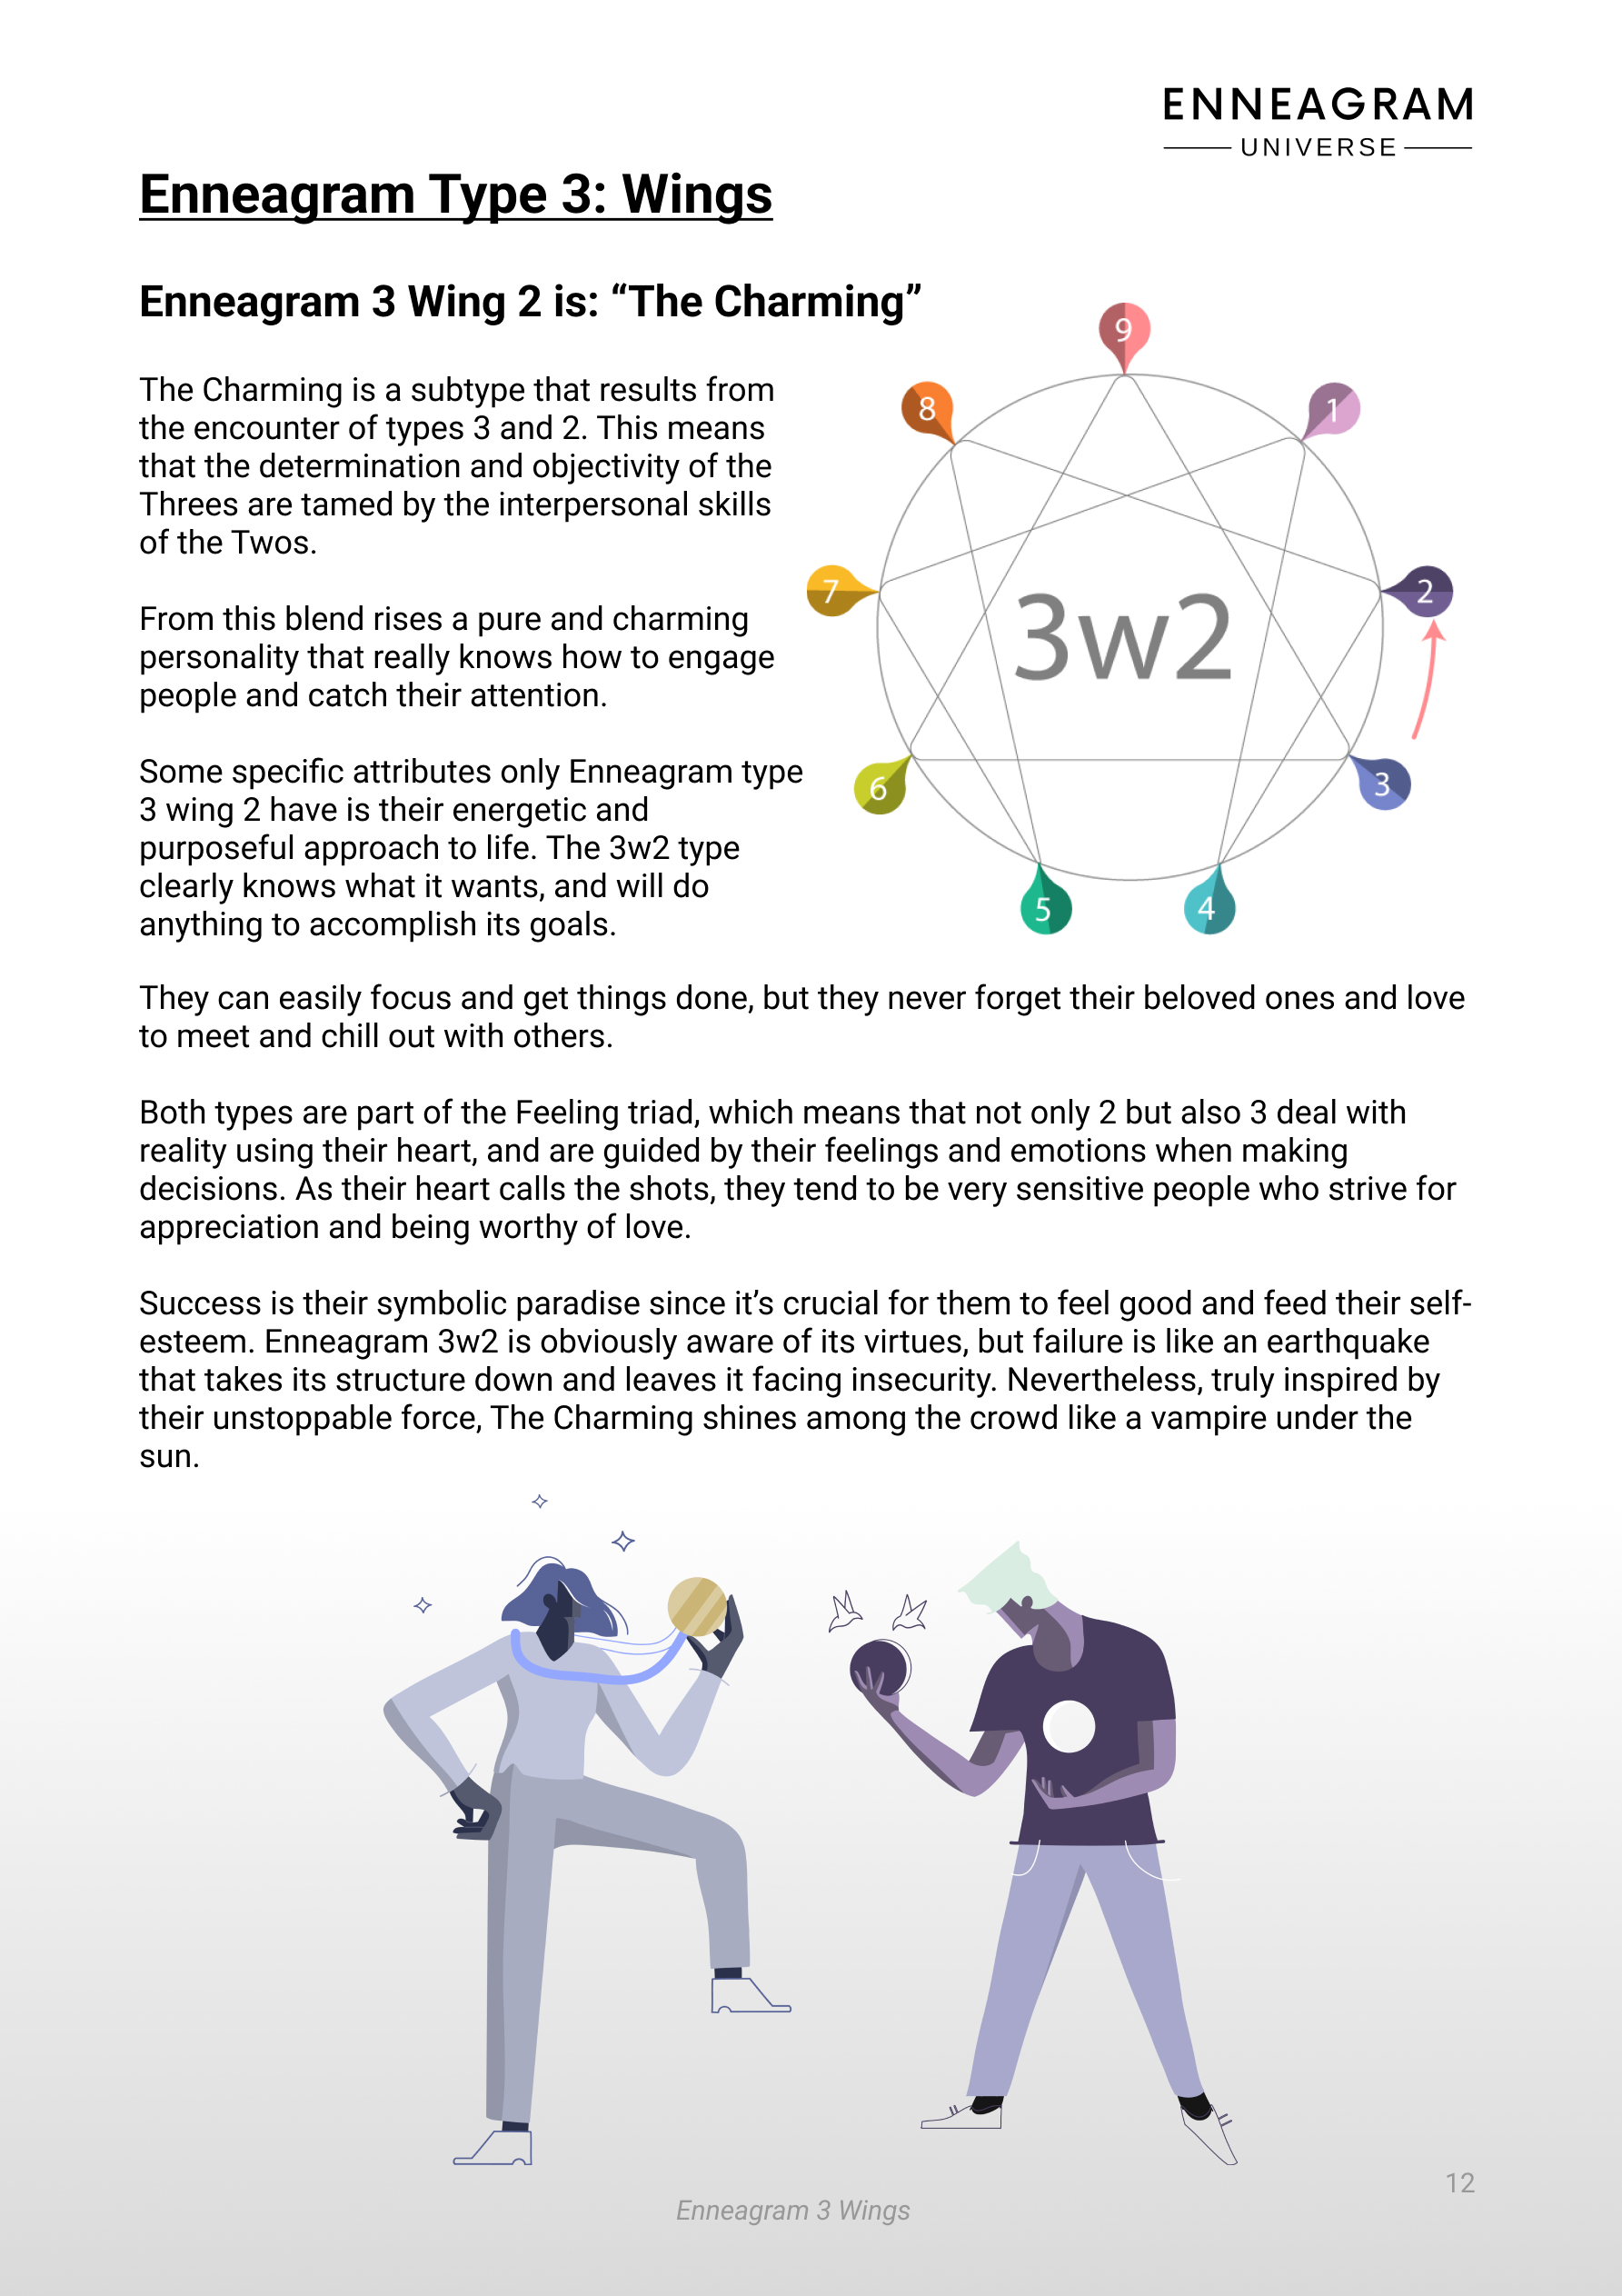 ENNEAGRAM
UNIVERSE
Enneagram Type 3: Wings
Enneagram 3 Wing 2 is: “The Charming”
The Charming is a subtype that results from
the encounter of types 3 and 2. This means
that the determination and objectivity of the
Threes are tamed by the interpersonal skills
of the Twos.
From this blend rises a pure and charming
personality that really knows how to engage
people and catch their attention.
Some specific attributes only Enneagram type
3 wing 2 have is their energetic and
purposeful approach to life. The 3w2 type
clearly knows what it wants, and will do
anything to accomplish its goals.
9
8
1
7
2
3w2
6
3
5
4
They can easily focus and get things done, but they never forget their beloved ones and love
to meet and chill out with others.
Both types are part of the Feeling triad, which means that not only 2 but also 3 deal with
reality using their heart, and are guided by their feelings and emotions when making
decisions. As their heart calls the shots, they tend to be very sensitive people who strive for
appreciation and being worthy of love.
Success is their symbolic paradise since it’s crucial for them to feel good and feed their self-
esteem. Enneagram 3w2 is obviously aware of its virtues, but failure is like an earthquake
that takes its structure down and leaves it facing insecurity. Nevertheless, truly inspired by
their unstoppable force, The Charming shines among the crowd like a vampire under the
sun.
12
Enneagram 3 Wings